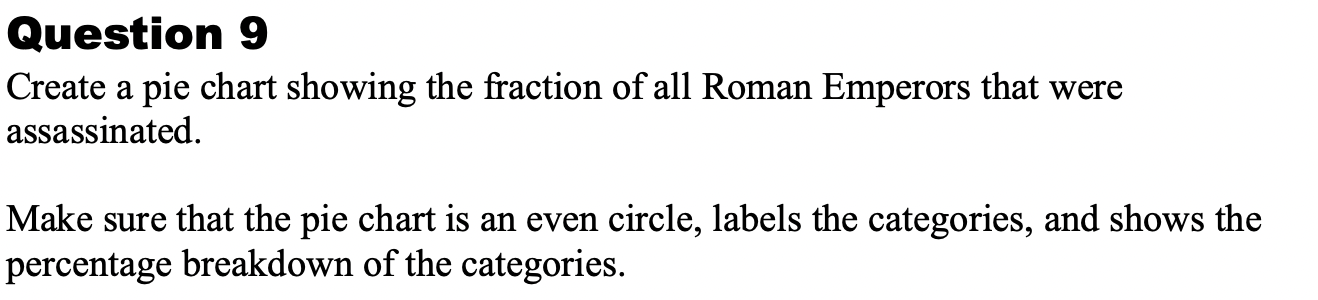 Question 9
Create a pie chart showing the fraction of all Roman Emperors that were
assassinated.
Make sure that the pie chart is an even circle, labels the categories, and shows the
percentage breakdown of the categories.